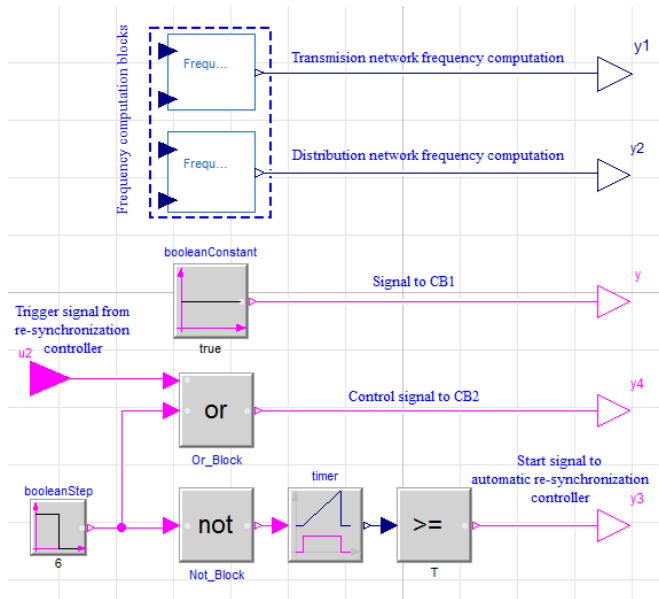 Frequency computation blocks
Frequ...
Transmision network frequency computation
y1
Frequ...
Distribution network frequency computation
y2
booleanConstant
true
Signal to CB1
y
Trigger signal from
re-synchronization
controller
u2
or
Or_Block
Control signal to CB2
y4
booleanStep
6
not
Not_Block
timer
>=
T
Start signal to
automatic re-synchronization
controller
y3